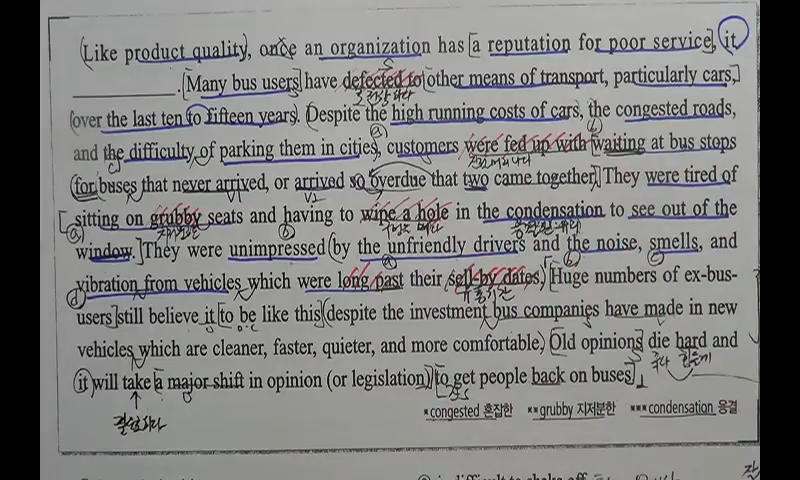 Like product quality, once an organization has a reputation for poor service, it
____________. Many bus users have defected to other means of transport, particularly cars,
over the last ten to fifteen years. Despite the high running costs of cars, the congested roads,
전향하다
and the difficulty of parking them in cities, customers were fed up with waiting at bus stops
for buses that never arrived, or arrived so overdue that two came together. They were tired of
sitting on grubby seats and having to wipe a hole in the condensation to see out of the
window. They were unimpressed by the unfriendly drivers and the noise, smells, and
vibration from vehicles which were long past their sell-by dates. Huge numbers of ex-bus-
유통기간
users still believe it to be like this despite the investment bus companies have made in new
vehicles which are cleaner, faster, quieter, and more comfortable. Old opinions die hard and
it will take a major shift in opinion (or legislation) to get people back on buses.
*congested 혼잡한 **grubby 지저분한 ***condensation 응결